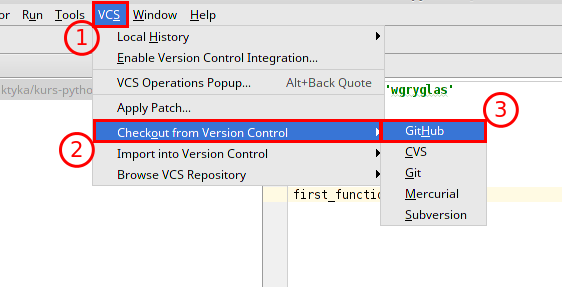 or Run Tools VCS Window Help
1
Local History
Enable Version Control Integration...
ktyka/kurs-pytho
VCS Operations Popup... Alt+Back Quote
'wgryglas'
Apply Patch...
2
Checkout from Version Control
3
GitHub
Import into Version Control
CVS
Browse VCS Repository
Git
first_functio
Mercurial
Subversion